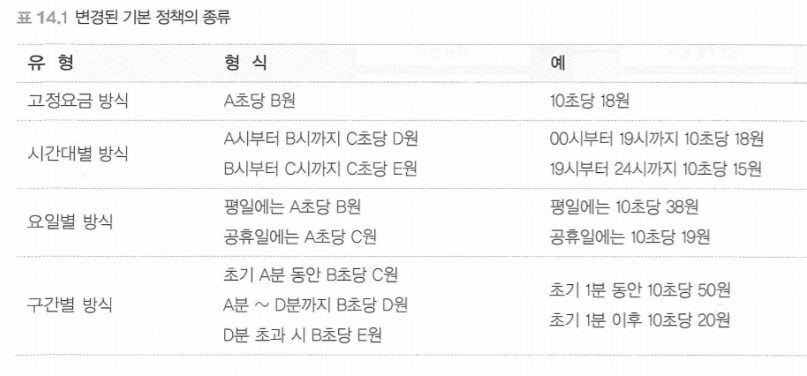 표 14.1 변경된 기본 정책의 종류
유 형 형 식 예
고정요금 방식 A초당 B원 10초당 18원
시간대별 방식
A시부터 B시까지 C초당 D원
B시부터 C시까지 C초당 E원
00시부터 19시까지 10초당 18원
19시부터 24시까지 10초당 15원
요일별 방식
평일에는 A초당 B원
공휴일에는 A초당 C원
평일에는 10초당 38원
공휴일에는 10초당 19원
구간별 방식
초기 A분 동안 B초당 C원
A분 ~ D분까지 B초당 D원
D분 초과 시 B초당 E원
초기 1분 동안 10초당 50원
초기 1분 이후 10초당 20원